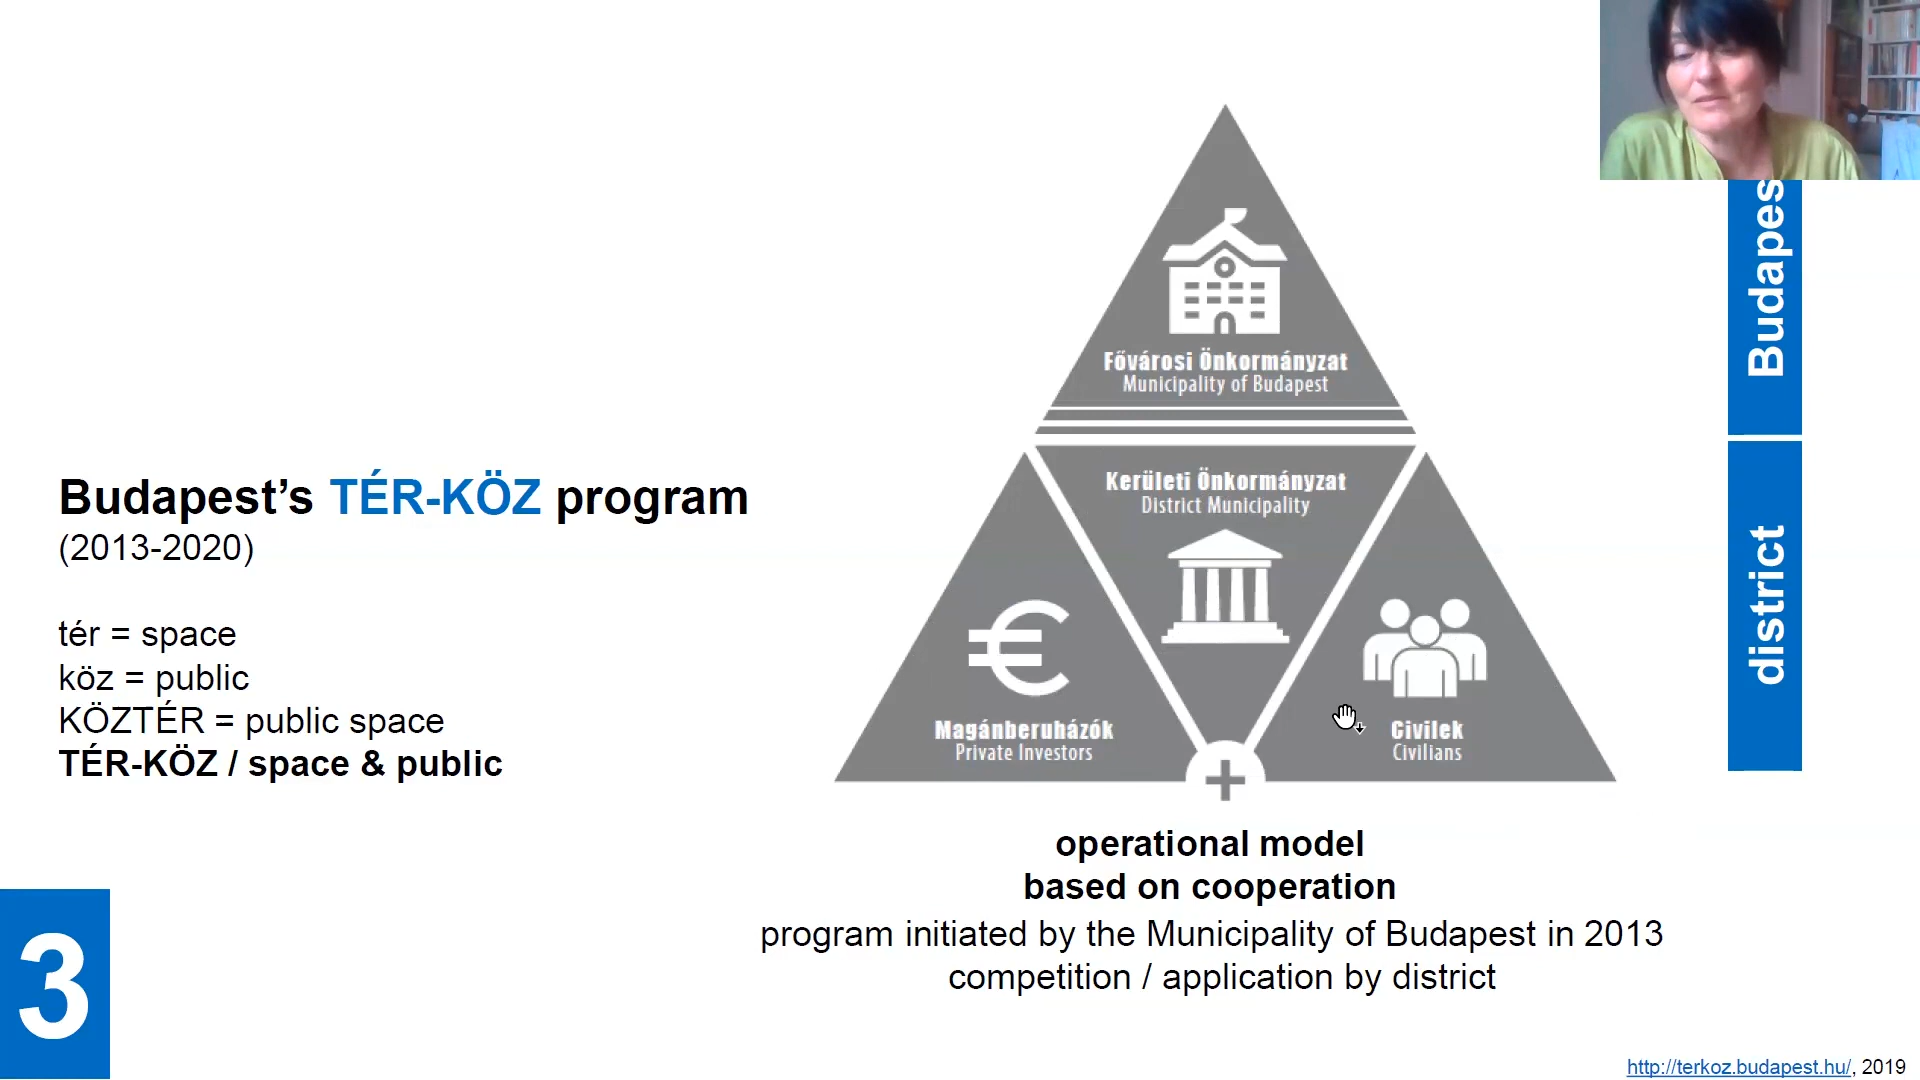 Budapest’s TÉR-KÖZ program
(2013-2020)
tér = space
köz = public
KÖZTÉR = public space
TÉR-KÖZ / space & public
3
Fővárosi Önkormányzat
Municipality of Budapest
Kerületi Önkormányzat
District Municipality
Magánberuházók
Private Investors
Civilek
Civilians
+
operational model
based on cooperation
program initiated by the Municipality of Budapest in 2013
competition / application by district
Budapes
district
http://terkoz.budapest.hu/, 2019